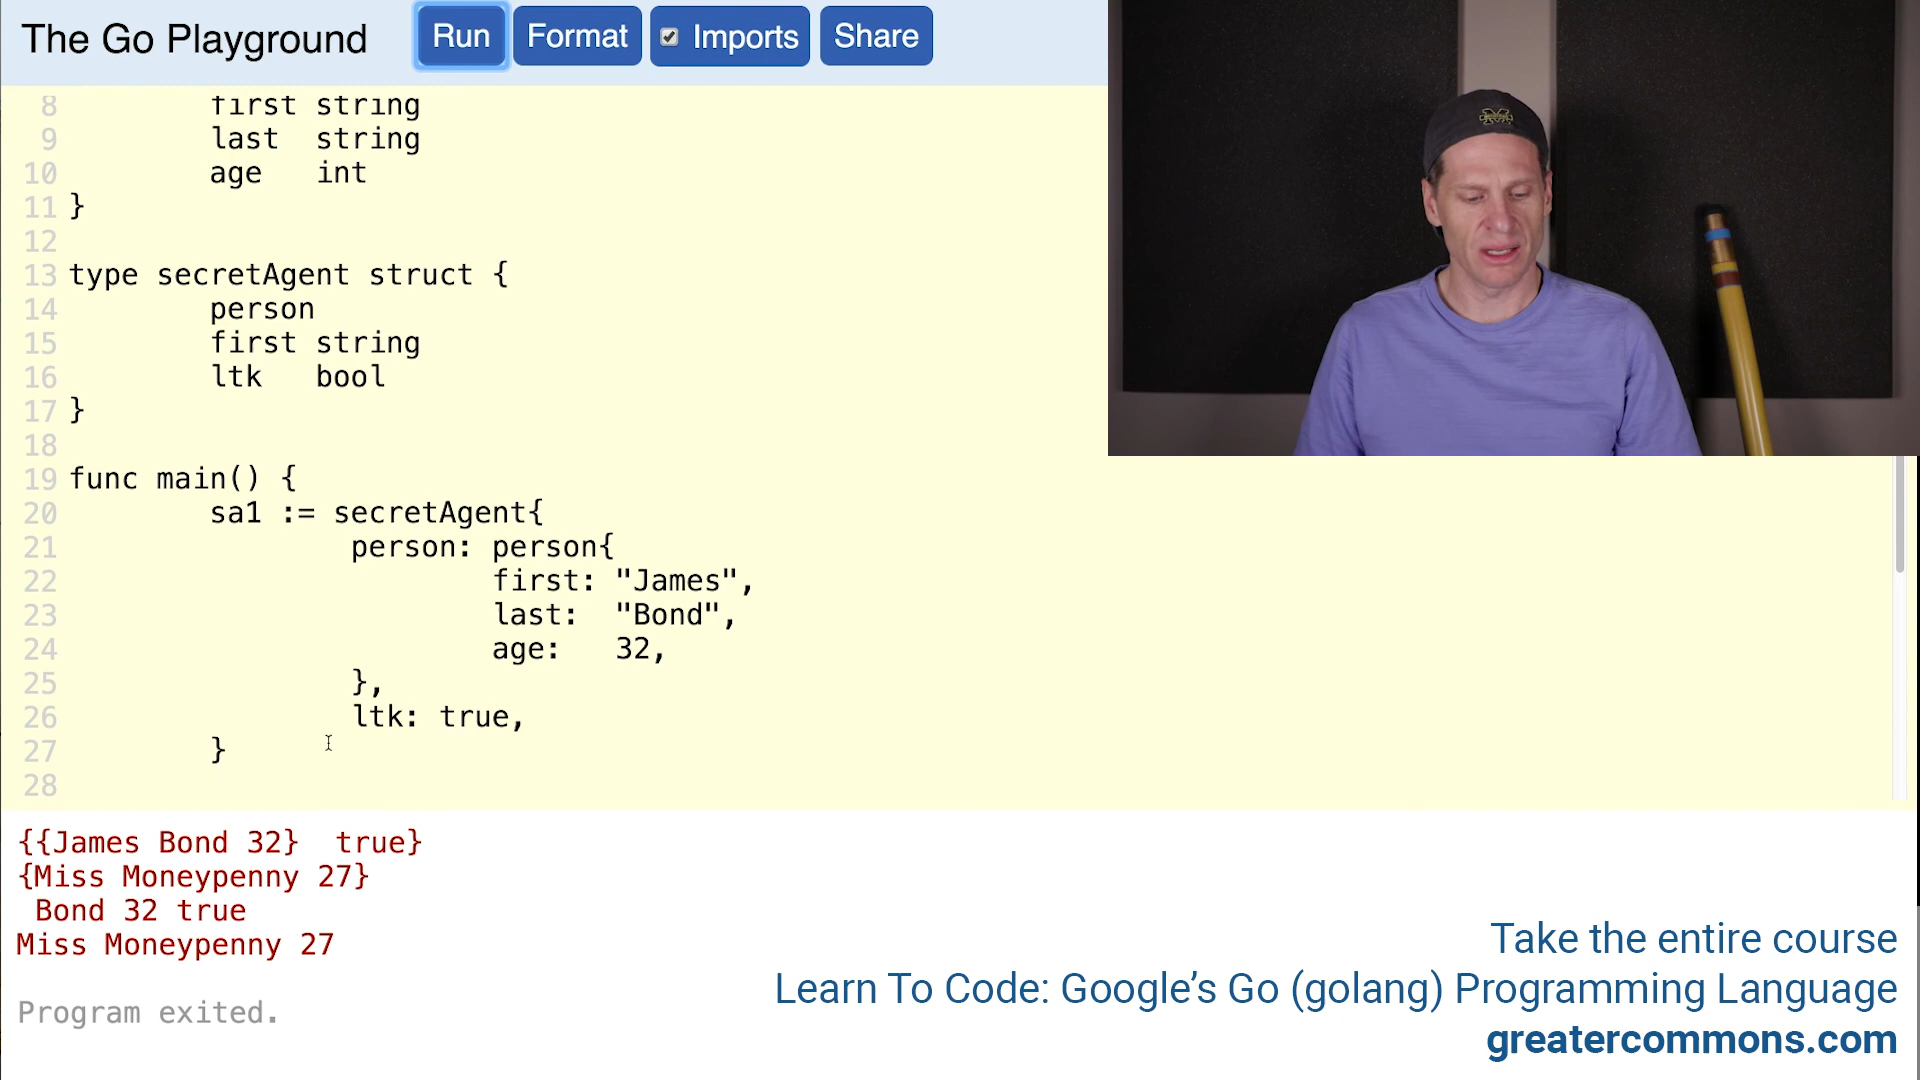 The Go Playground
Run
Format
Imports
Share
8 first string
9 last string
10 age int
11 }
12
13 type secretAgent struct {
14 person
15 first string
16 ltk bool
17 }
18
19 func main() {
20 sa1 := secretAgent{
21 person: person{
22 first: "James",
23 last: "Bond",
24 age: 32,
25 },
26 ltk: true,
27 }
28
{{James Bond 32}  true}
{Miss Moneypenny 27}
Bond 32 true
Miss Moneypenny 27
Program exited.
Take the entire course
Learn To Code: Google’s Go (golang) Programming Language
greatercommons.com